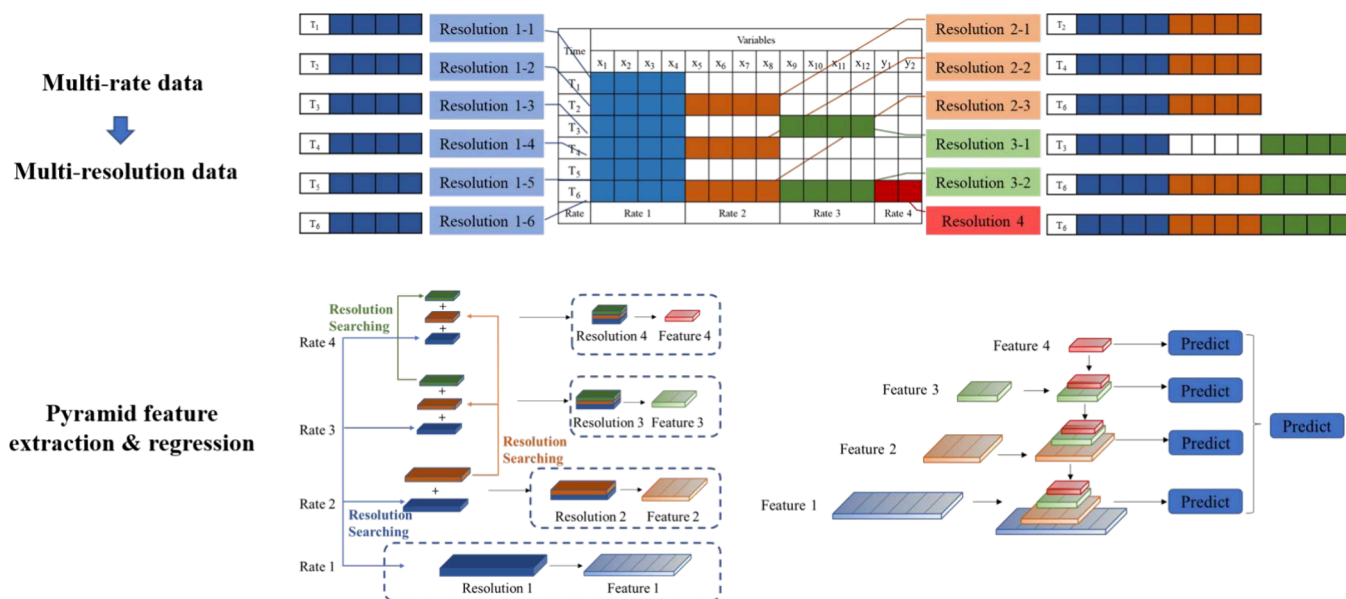 Multi-rate data
Multi-resolution data
T1
T2
T3
T4
T5
T6
Resolution 1-1
Resolution 1-2
Resolution 1-3
Resolution 1-4
Resolution 1-5
Resolution 1-6
Time
Variables
x1 x2 x3 x4 x5 x6 x7 x8 x9 x10 x11 x12 y1 y2
T1
T2
T3
T4
T5
T6
Rate Rate 1 Rate 2 Rate 3 Rate 4
Resolution 2-1
Resolution 2-2
Resolution 2-3
Resolution 3-1
Resolution 3-2
Resolution 4
T2
T4
T6
T3
T6
T6
Pyramid feature
extraction & regression
Resolution
Searching
Rate 4
+
+
Resolution 4 Feature 4
+
+
Rate 3
Resolution 3 Feature 3
Resolution
Searching
+
Rate 2
Resolution 2 Feature 2
Resolution
Searching
Rate 1
Resolution 1 Feature 1
Feature 4
Predict
Feature 3
Predict
Feature 2
Predict
Feature 1
Predict
Predict